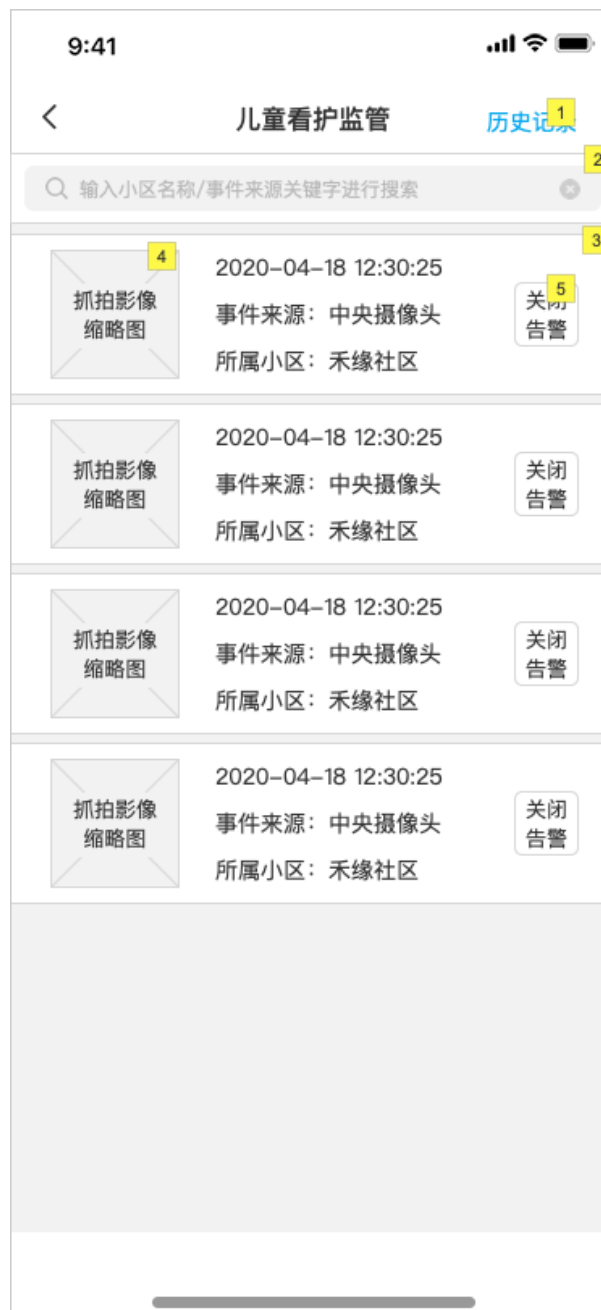 9:41
儿童看护监管
历史记录
1
2
输入小区名称/事件来源关键字进行搜索
3
4
抓拍影像
缩略图
2020-04-18 12:30:25
事件来源：中央摄像头
所属小区：禾缘社区
5
关闭
告警
抓拍影像
缩略图
2020-04-18 12:30:25
事件来源：中央摄像头
所属小区：禾缘社区
关闭
告警
抓拍影像
缩略图
2020-04-18 12:30:25
事件来源：中央摄像头
所属小区：禾缘社区
关闭
告警
抓拍影像
缩略图
2020-04-18 12:30:25
事件来源：中央摄像头
所属小区：禾缘社区
关闭
告警